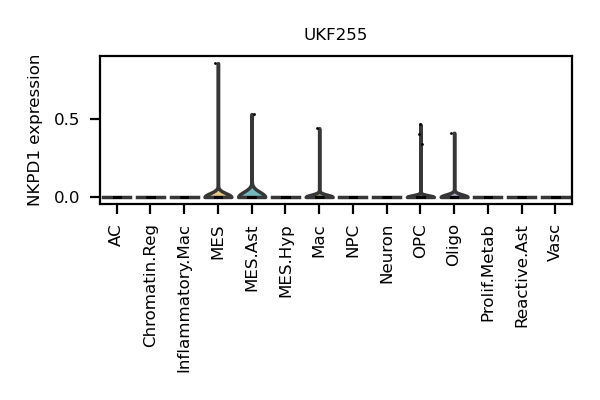 UKF255
NKPD1 expression
0.5
0.0
AC
Chromatin.Reg
Inflammatory.Mac
MES
MES.Ast
MES.Hyp
Mac
NPC
Neuron
OPC
Oligo
Prolif.Metab
Reactive.Ast
Vasc